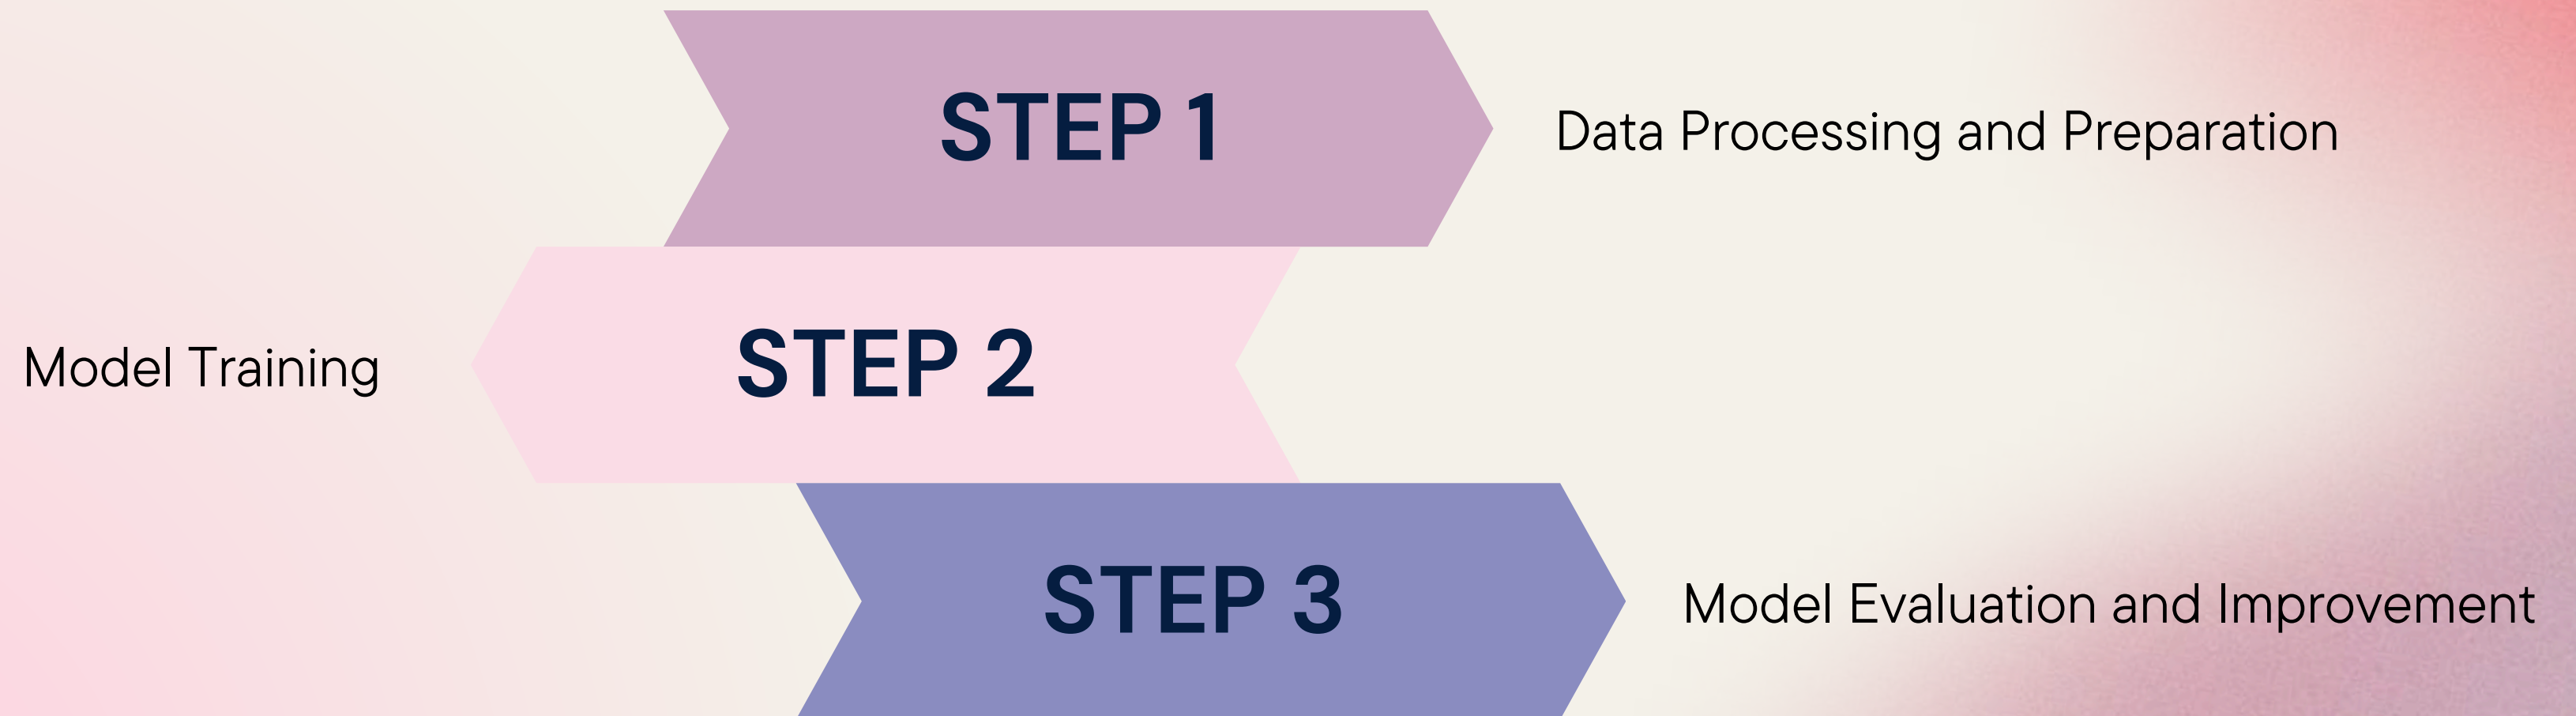 STEP 1
Data Processing and Preparation
Model Training
STEP 2
STEP 3
Model Evaluation and Improvement